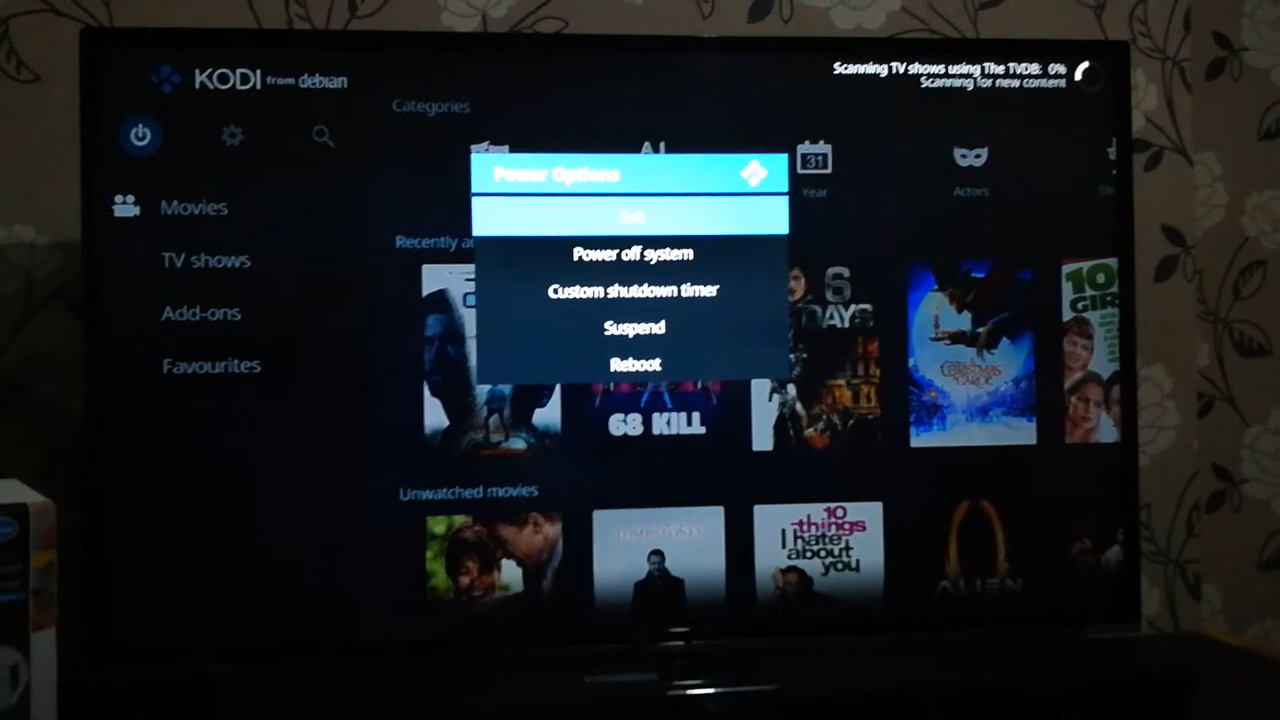 KODI from debian
Scanning TV shows using The TVDB: 0%
Scanning for new content
Categories
31
Year
Actors
Power Options
Exit
Power off system
Custom shutdown timer
Suspend
Reboot
Movies
TV shows
Add-ons
Favourites
Recently
68 KILL
6
DAYS
CHRISTMAS
CAROL
10
Unwatched movies
10
things
I hate
about
you
ALIEN